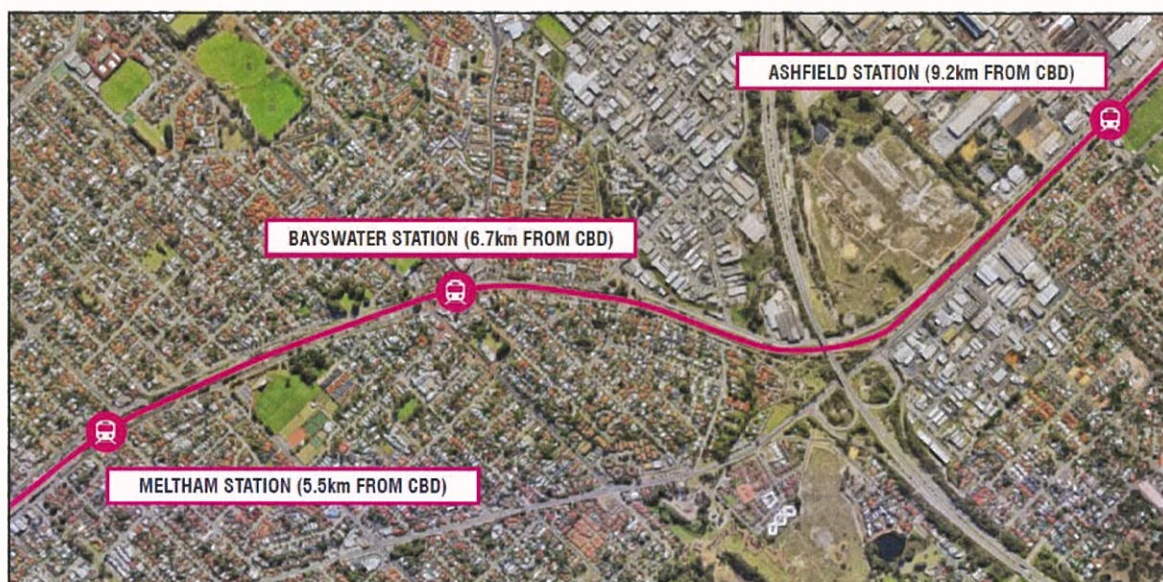 ASHFIELD STATION (9.2km FROM CBD)
BAYSWATER STATION (6.7km FROM CBD)
MELTHAM STATION (5.5km FROM CBD)